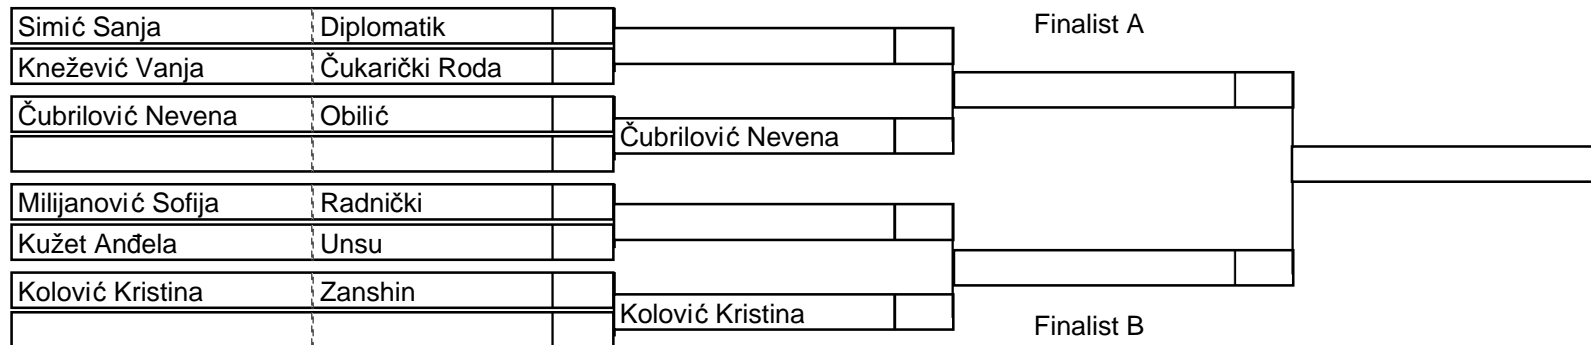 Simić Sanja Diplomatik
Finalist A
Knežević Vanja Čukarički Roda
Čubrilović Nevena Obilić
Čubrilović Nevena
Milijanović Sofija Radnički
Kužet Anđela Unsu
Kolović Kristina Zanshin
Kolović Kristina
Finalist B